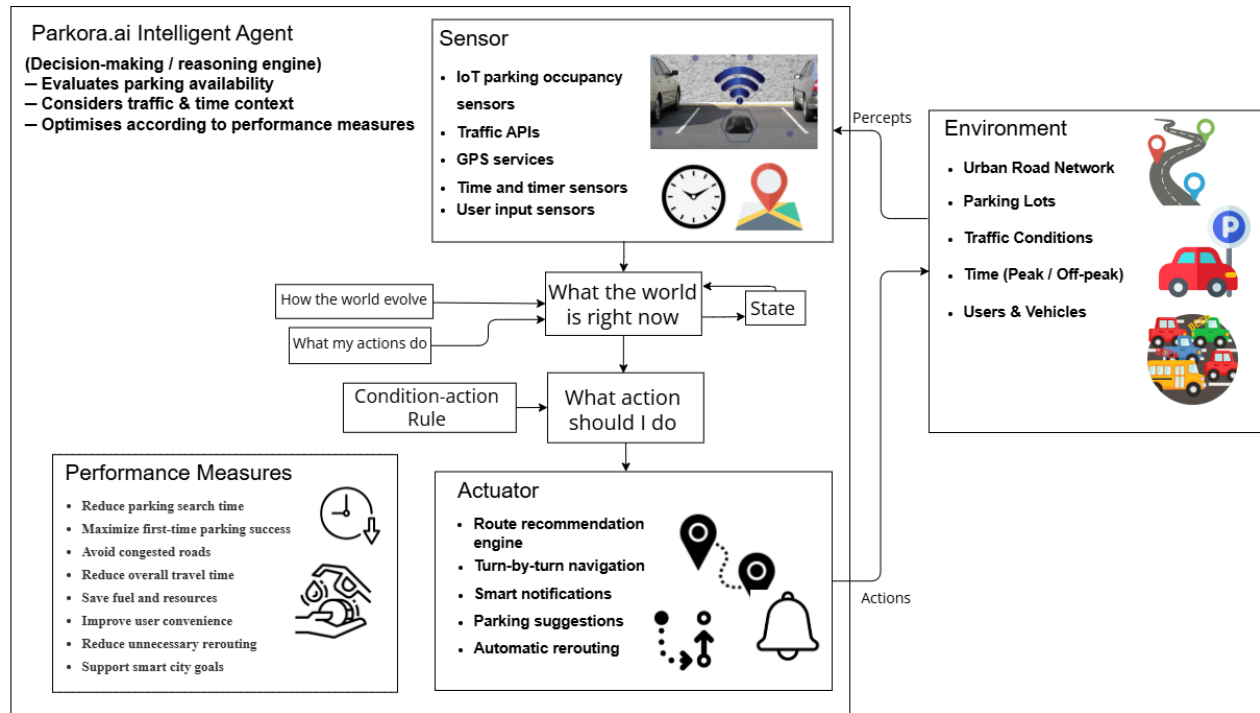 Parkora.ai Intelligent Agent
(Decision-making / reasoning engine)
— Evaluates parking availability
— Considers traffic & time context
— Optimises according to performance measures
Sensor
IoT parking occupancy
sensors
Traffic APIs
GPS services
Time and timer sensors
User input sensors
Percepts
Environment
Urban Road Network
Parking Lots
Traffic Conditions
Time (Peak / Off-peak)
Users & Vehicles
P
How the world evolve
What my actions do
What the world
is right now
State
Condition-action
Rule
What action
should I do
Performance Measures
Reduce parking search time
Maximize first-time parking success
Avoid congested roads
Reduce overall travel time
Save fuel and resources
Improve user convenience
Reduce unnecessary rerouting
Support smart city goals
Actuator
Route recommendation
engine
Turn-by-turn navigation
Smart notifications
Parking suggestions
Automatic rerouting
Actions